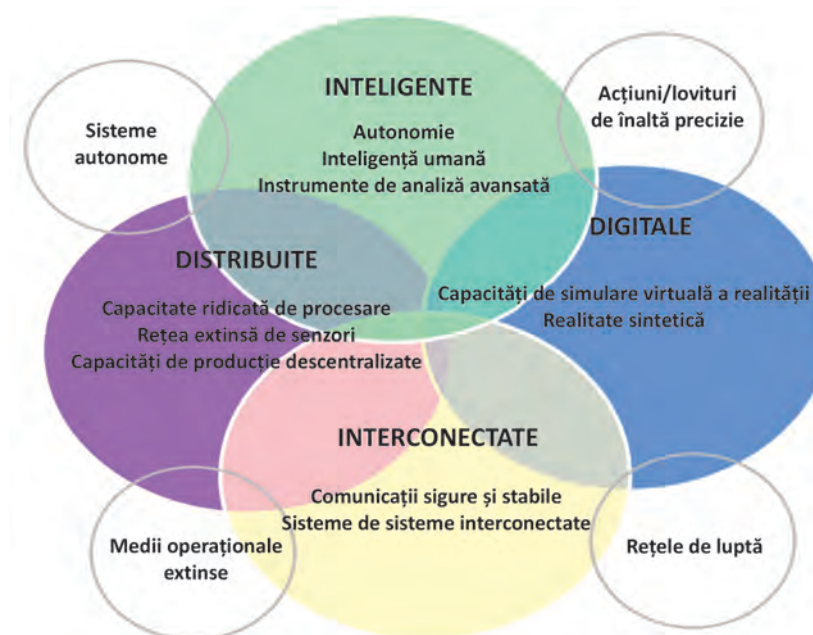 INTELIGENTE
Autonomie
Inteligență umană
Instrumente de analiză avansată
Sisteme
autonome
Acțiuni/lovituri
de înaltă precizie
DISTRIBUITE
Capacitate ridicată de procesare
Rețea extinsă de senzori
Capacități de producție descentralizate
DIGITALE
Capacități de simulare virtuală a realității
Realitate sintetică
INTERCONECTATE
Comunicații sigure și stabile
Sisteme de sisteme interconectate
Medii operaționale
extinse
Rețele de luptă